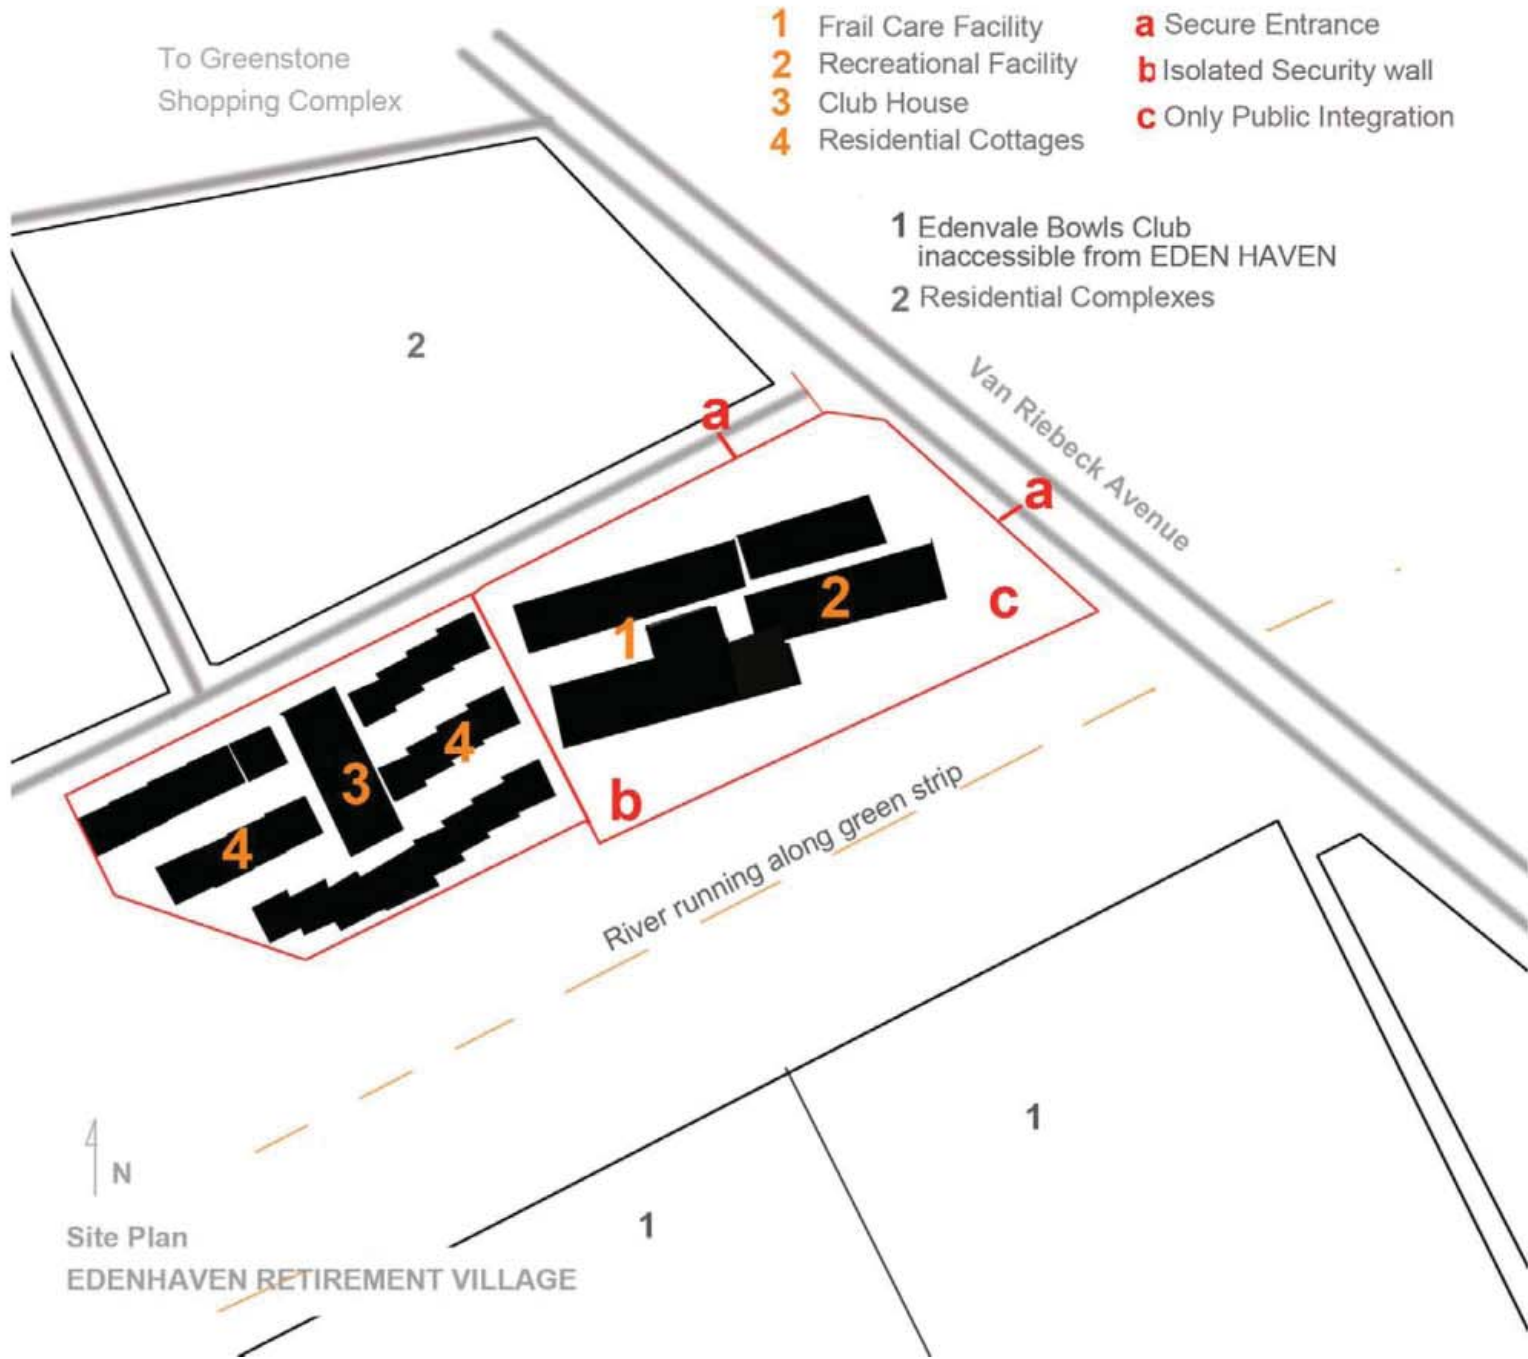 To Greenstone
Shopping Complex
1 Frail Care Facility
2 Recreational Facility
3 Club House
4 Residential Cottages
a Secure Entrance
b Isolated Security wall
c Only Public Integration
1 Edenvale Bowls Club
inaccessible from EDEN HAVEN
2 Residential Complexes
2
Van Riebeck Avenue
a
a
1
2
c
3
4
4
b
River running along green strip
1
1
N
Site Plan
EDENHAVEN RETIREMENT VILLAGE